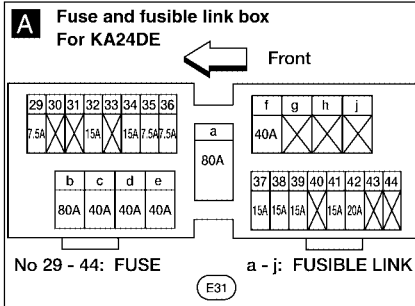 A Fuse and fusible link box
For KA24DE
Front
29 30 31 32 33 34 35 36
7.5A 15A 15A 7.5A 7.5A
a
80A
f g h j
40A
b c d e
80A 40A 40A 40A
37 38 39 40 41 42 43 44
15A 15A 15A 15A 20A
No 29 - 44: FUSE
a - j: FUSIBLE LINK
E31